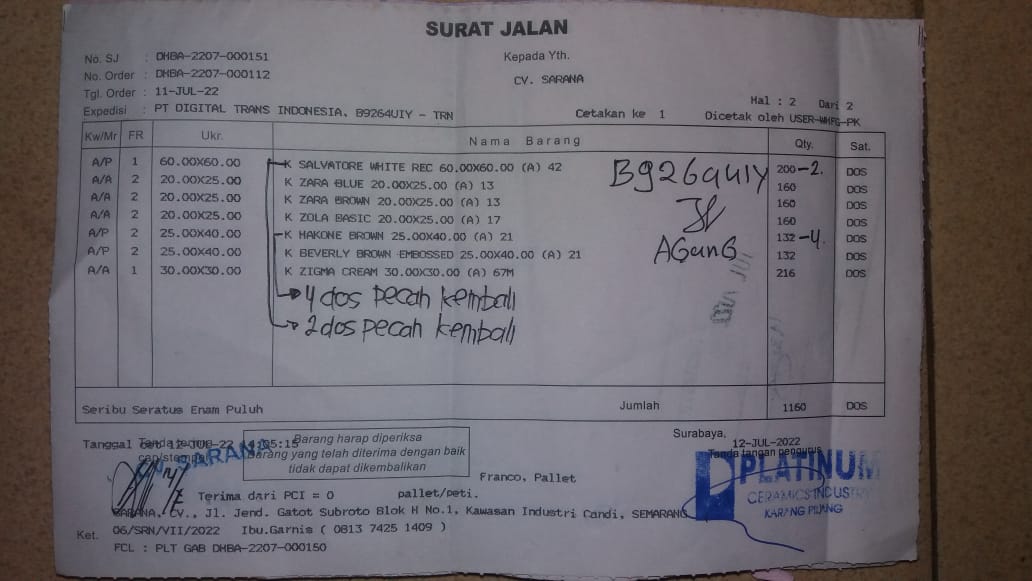 SURAT JALAN
No. SJ : DMBA-2207-000151
Kepada Yth.
No. Order : DMBA-2207-000112
CV. SARANA
Tgl. Order : 11-JUL-22
Hal : 2 Dari 2
Expedisi : PT DIGITAL TRANS INDONESIA, B9264UIY - TRN
Cetakan ke 1
Dicetak oleh USER-WHFG-PK
Kw/Mr FR Ukr. Nama Barang Qty. Sat.
A/P 1 60.00X60.00 K SALVATORE WHITE REC 60.00X60.00 (A) 42 200 -2. DOS
A/A 2 20.00X25.00 K ZARA BLUE 20.00X25.00 (A) 13 160 DOS
A/A 2 20.00X25.00 K ZARA BROWN 20.00X25.00 (A) 13 160 DOS
A/A 2 20.00X25.00 K ZOLA BASIC 20.00X25.00 (A) 17 160 DOS
A/P 2 25.00X40.00 K HAKONE BROWN 25.00X40.00 (A) 21 132 -4. DOS
A/P 2 25.00X40.00 K BEVERLY BROWN EMBOSSED 25.00X40.00 (A) 21 132 DOS
A/A 1 30.00X30.00 K ZIGMA CREAM 30.00X30.00 (A) 67M 216 DOS
B9264UIY
AGUNG
4 dos pecah kembali
2 dos pecah kembali
Seribu Seratus Enam Puluh Jumlah 1160 DOS
Tanggal 12-JUL-22 14:05:15
Tanda terima
cap/stempel
CV. SARANA
Barang harap diperiksa
Barang yang telah diterima dengan baik
tidak dapat dikembalikan
Surabaya, 12-JUL-2022
Tanda tangan pengurus
PLATINUM
CERAMICS INDUSTRY
KARANG PILANG
Franco, Pallet
Terima dari PCI = 0 pallet/peti.
SARANA, CV., Jl. Jend. Gatot Subroto Blok H No.1, Kawasan Industri Candi, SEMARANG
Ket. 06/SRN/VII/2022 Ibu.Garnis ( 0813 7425 1409 )
FCL : PLT GAB DMBA-2207-000150